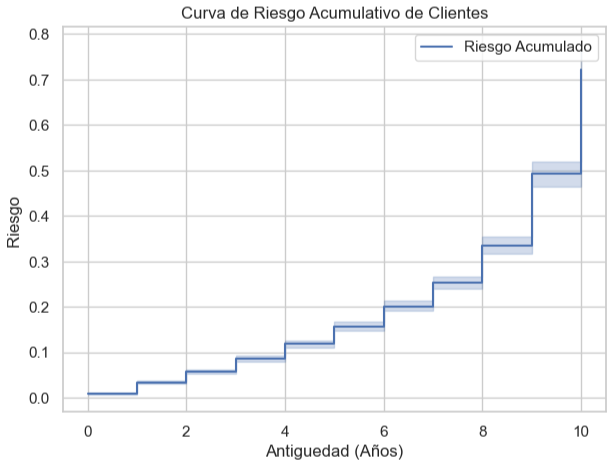 Curva de Riesgo Acumulativo de Clientes
Riesgo Acumulado
0.8
0.7
0.6
0.5
0.4
0.3
0.2
0.1
0.0
Riesgo
0 2 4 6 8 10
Antiguedad (Años)